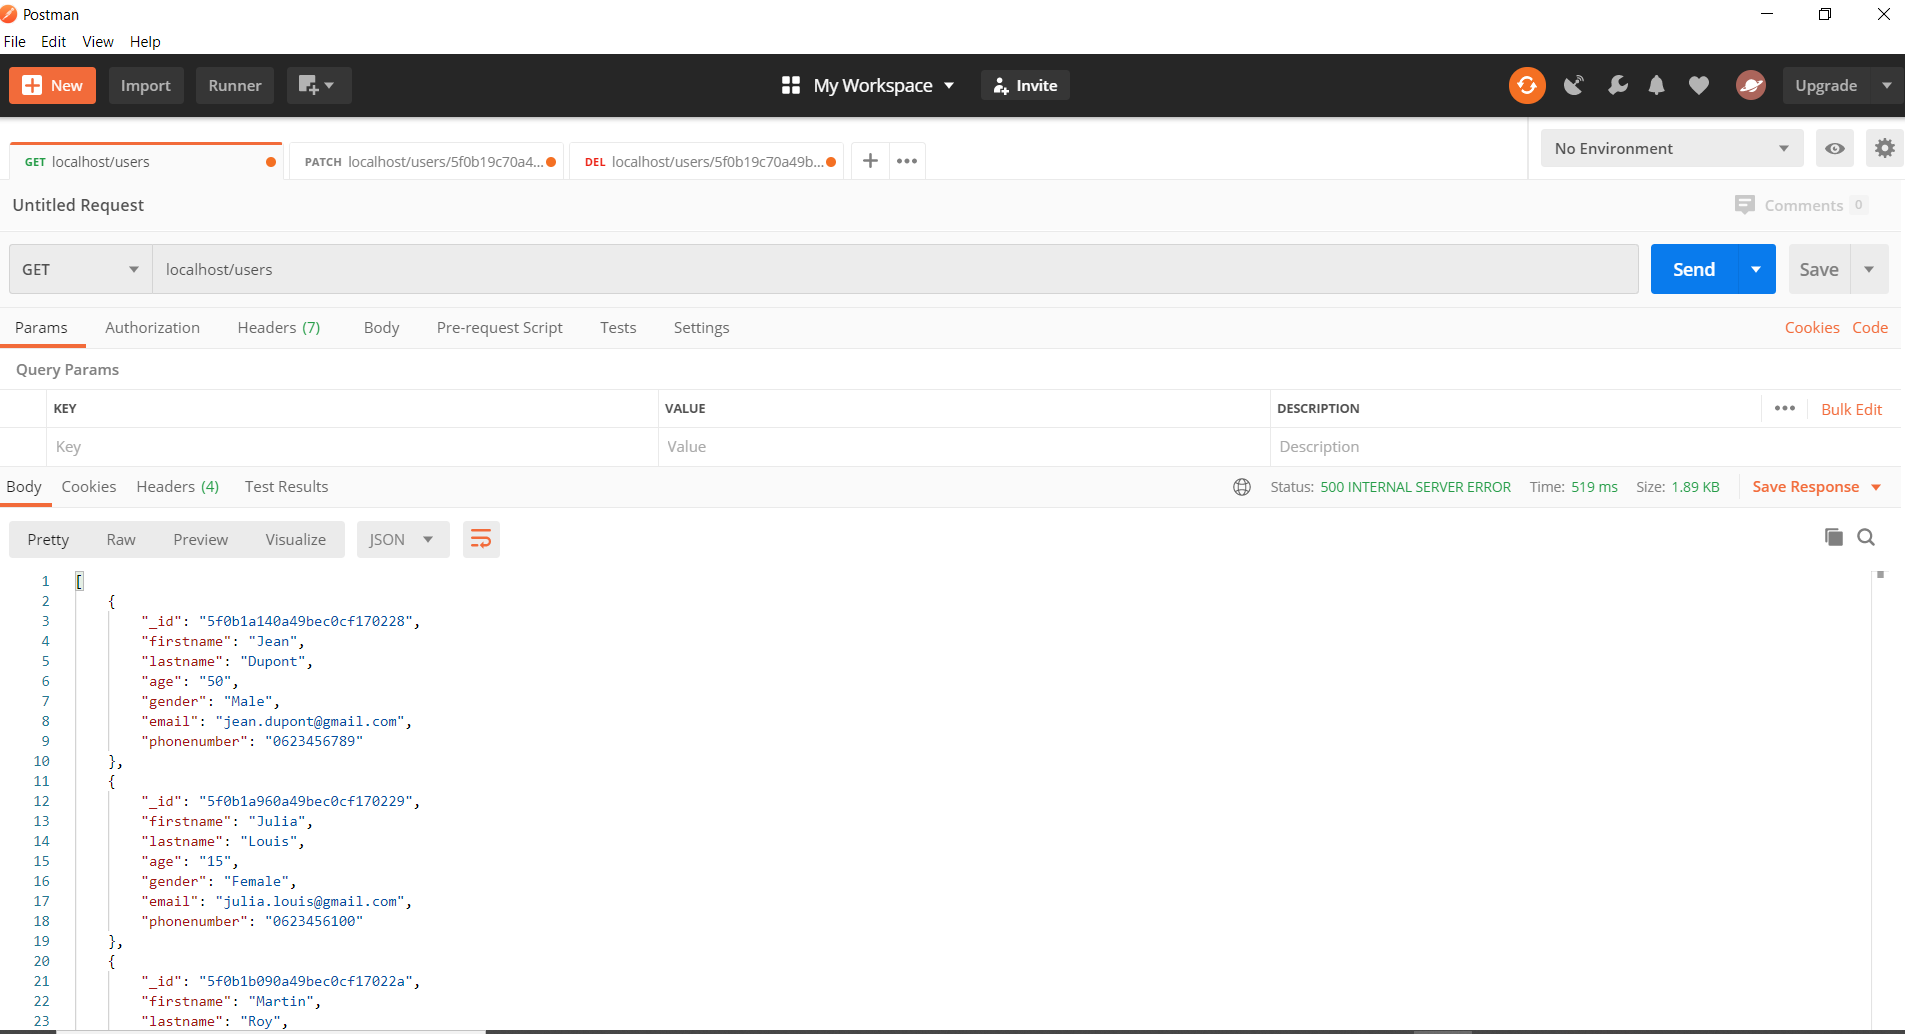 Postman
File Edit View Help
New Import Runner My Workspace Invite Upgrade
GET localhost/users PATCH localhost/users/5f0b19c70a4... DEL localhost/users/5f0b19c70a49b... + ••• No Environment
Untitled Request Comments 0
GET localhost/users Send Save
Params Authorization Headers (7) Body Pre-request Script Tests Settings Cookies Code
Query Params
KEY VALUE DESCRIPTION ••• Bulk Edit
Key Value Description
Body Cookies Headers (4) Test Results Status: 500 INTERNAL SERVER ERROR Time: 519 ms Size: 1.89 KB Save Response
Pretty Raw Preview Visualize JSON
1 [
2 {
3 "_id": "5f0b1a140a49bec0cf170228",
4 "firstname": "Jean",
5 "lastname": "Dupont",
6 "age": "50",
7 "gender": "Male",
8 "email": "jean.dupont@gmail.com",
9 "phonenumber": "0623456789"
10 },
11 {
12 "_id": "5f0b1a960a49bec0cf170229",
13 "firstname": "Julia",
14 "lastname": "Louis",
15 "age": "15",
16 "gender": "Female",
17 "email": "julia.louis@gmail.com",
18 "phonenumber": "0623456100"
19 },
20 {
21 "_id": "5f0b1b090a49bec0cf17022a",
22 "firstname": "Martin",
23 "lastname": "Roy",